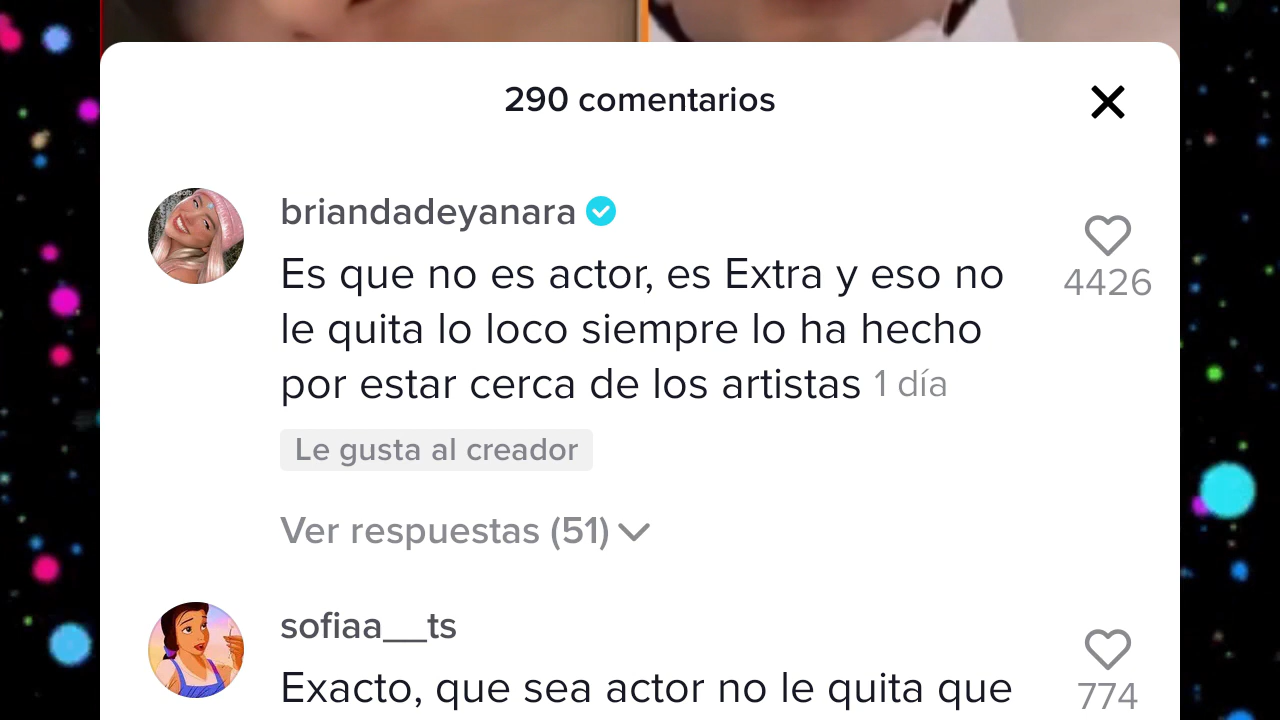 290 comentarios
briandadeyanara
4426
Es que no es actor, es Extra y eso no
le quita lo loco siempre lo ha hecho
por estar cerca de los artistas 1 día
Le gusta al creador
Ver respuestas (51)
sofiaa__ts
774
Exacto, que sea actor no le quita que